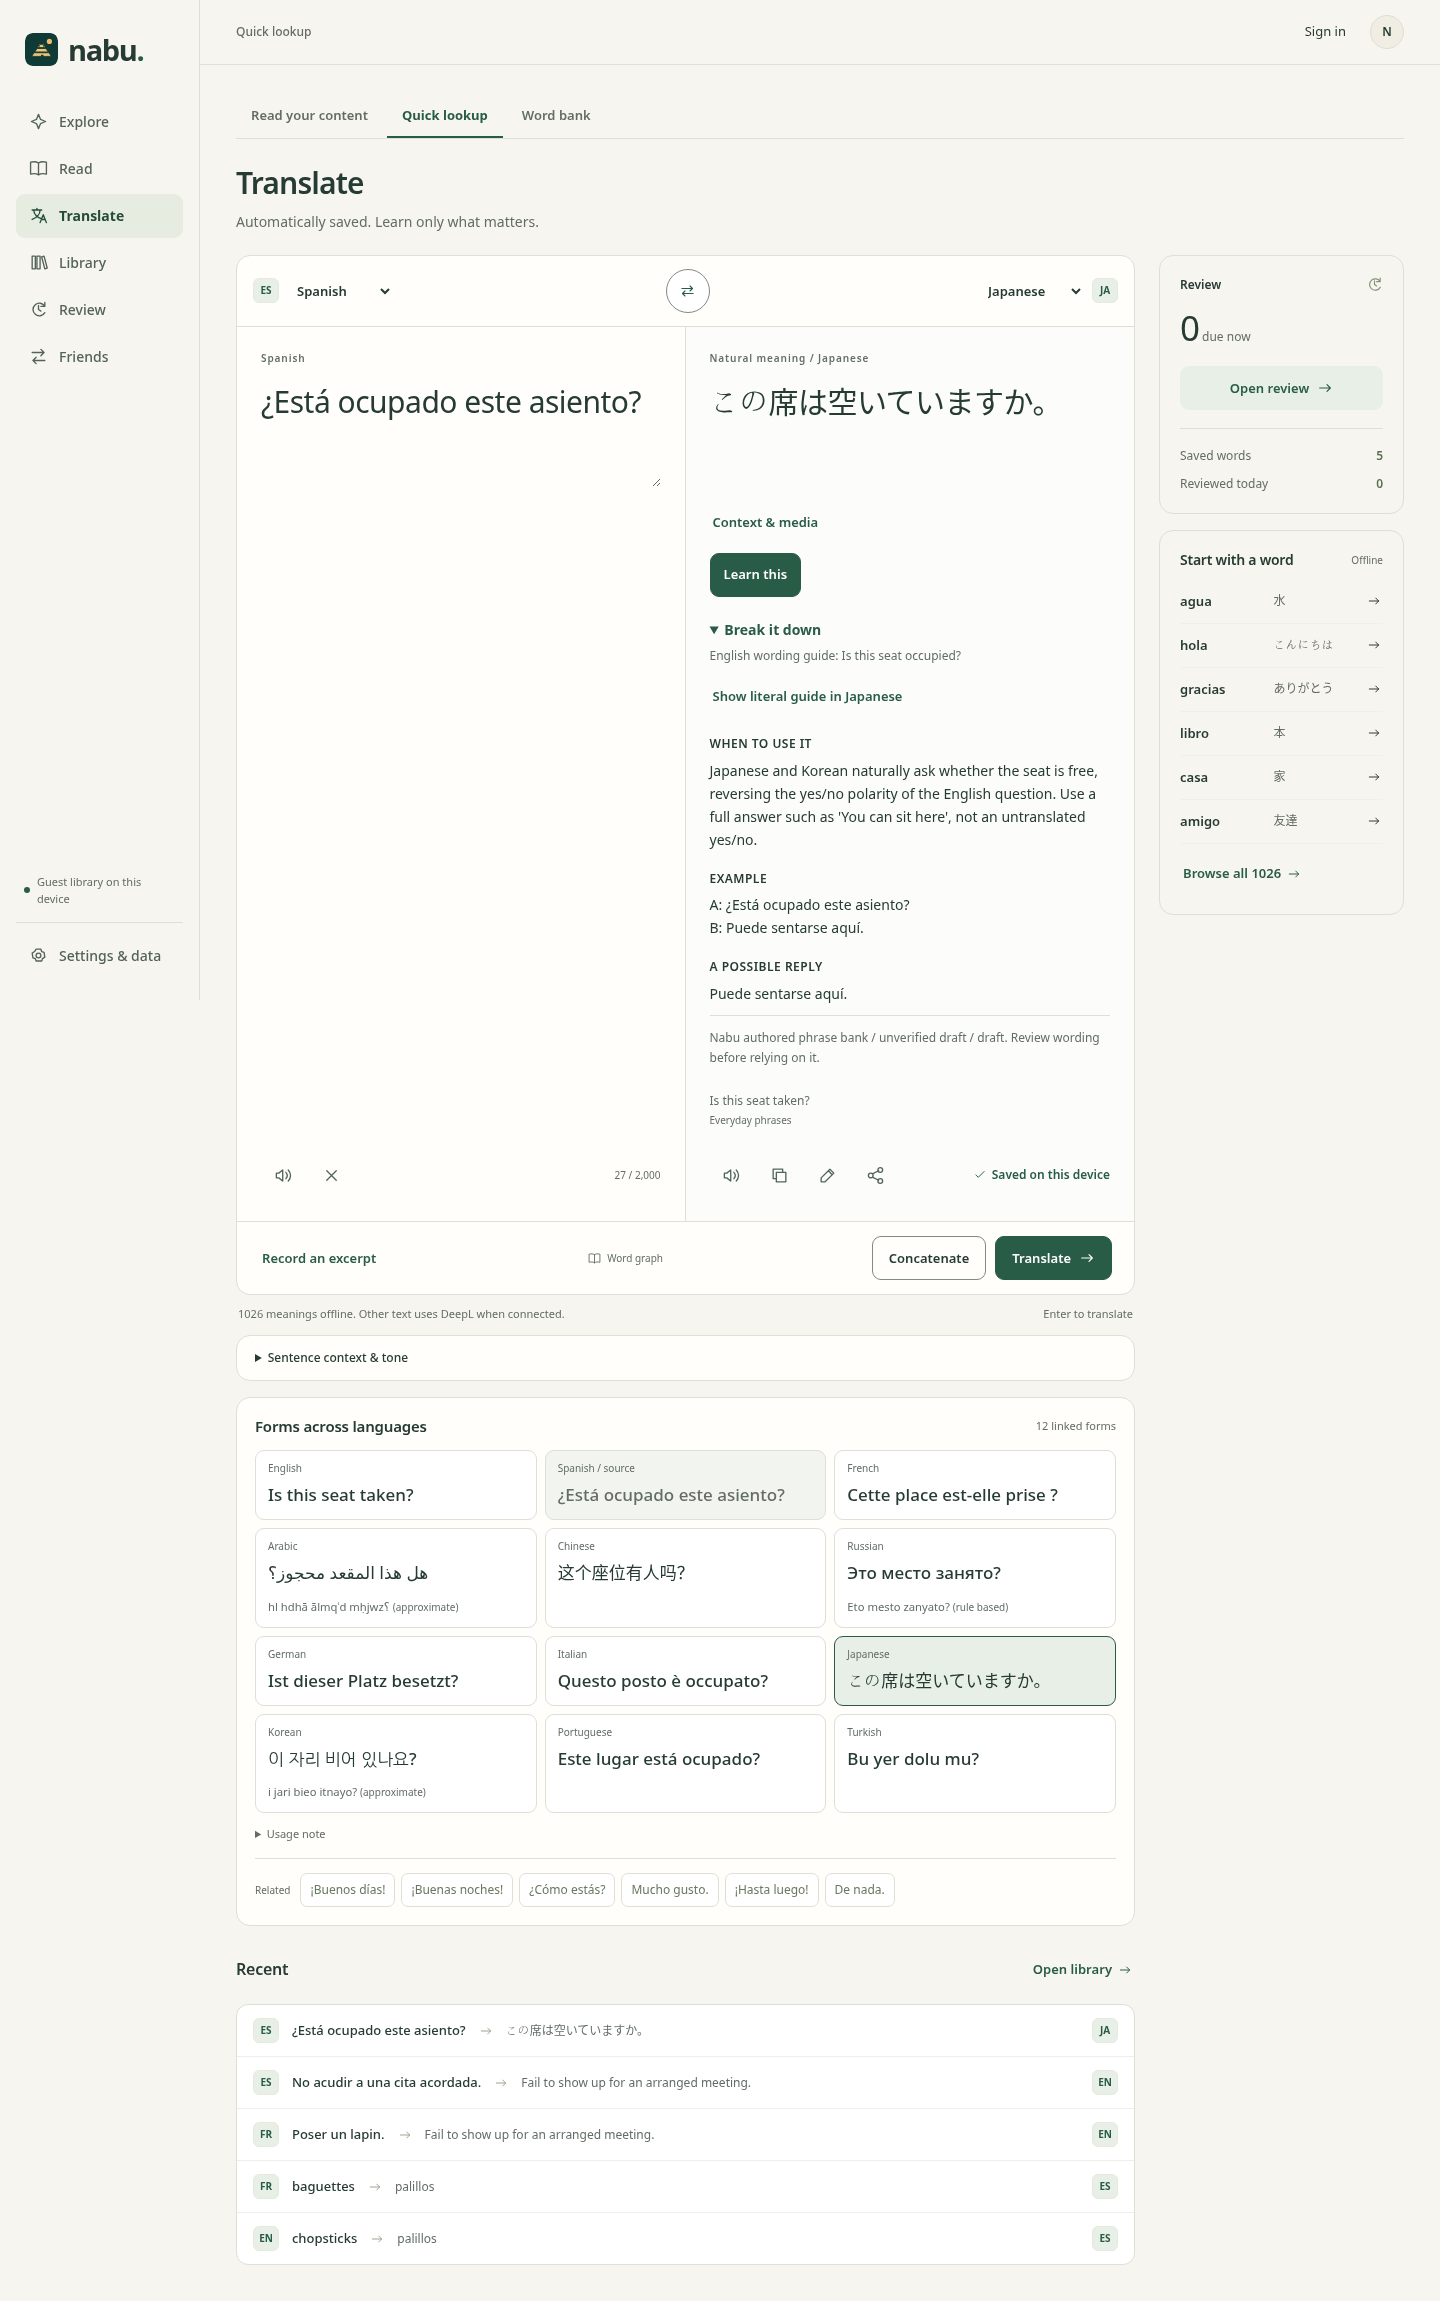 nabu.
Explore
Read
Translate
Library
Review
Friends
Guest library on this
device
Settings & data
Quick lookup
Sign in
N
Read your content
Quick lookup
Word bank
Translate
Automatically saved. Learn only what matters.
ES Spanish
Japanese JA
Spanish
¿Está ocupado este asiento?
27 / 2,000
Natural meaning / Japanese
この席は空いていますか。
Context & media
Learn this
▼ Break it down
English wording guide: Is this seat occupied?
Show literal guide in Japanese
WHEN TO USE IT
Japanese and Korean naturally ask whether the seat is free,
reversing the yes/no polarity of the English question. Use a
full answer such as 'You can sit here', not an untranslated
yes/no.
EXAMPLE
A: ¿Está ocupado este asiento?
B: Puede sentarse aquí.
A POSSIBLE REPLY
Puede sentarse aquí.
Nabu authored phrase bank / unverified draft / draft. Review wording
before relying on it.
Is this seat taken?
Everyday phrases
✓ Saved on this device
Record an excerpt
Word graph
Concatenate
Translate →
1026 meanings offline. Other text uses DeepL when connected.
Enter to translate
▶ Sentence context & tone
Forms across languages
12 linked forms
English
Is this seat taken?
Spanish / source
¿Está ocupado este asiento?
French
Cette place est-elle prise ?
Arabic
هل هذا المقعد محجوز؟
hl hdhā ālmqʿd mḥjwz؟ (approximate)
Chinese
这个座位有人吗?
Russian
Это место занято?
Eto mesto zanyato? (rule based)
German
Ist dieser Platz besetzt?
Italian
Questo posto è occupato?
Japanese
この席は空いていますか。
Korean
이 자리 비어 있나요?
i jari bieo itnayo? (approximate)
Portuguese
Este lugar está ocupado?
Turkish
Bu yer dolu mu?
▶ Usage note
Related
¡Buenos días!
¡Buenas noches!
¿Cómo estás?
Mucho gusto.
¡Hasta luego!
De nada.
Recent
Open library →
ES ¿Está ocupado este asiento? → この席は空いていますか。 JA
ES No acudir a una cita acordada. → Fail to show up for an arranged meeting. EN
FR Poser un lapin. → Fail to show up for an arranged meeting. EN
FR baguettes → palillos ES
EN chopsticks → palillos ES
Review
0 due now
Open review →
Saved words 5
Reviewed today 0
Start with a word
Offline
agua 水 →
hola こんにちは →
gracias ありがとう →
libro 本 →
casa 家 →
amigo 友達 →
Browse all 1026 →